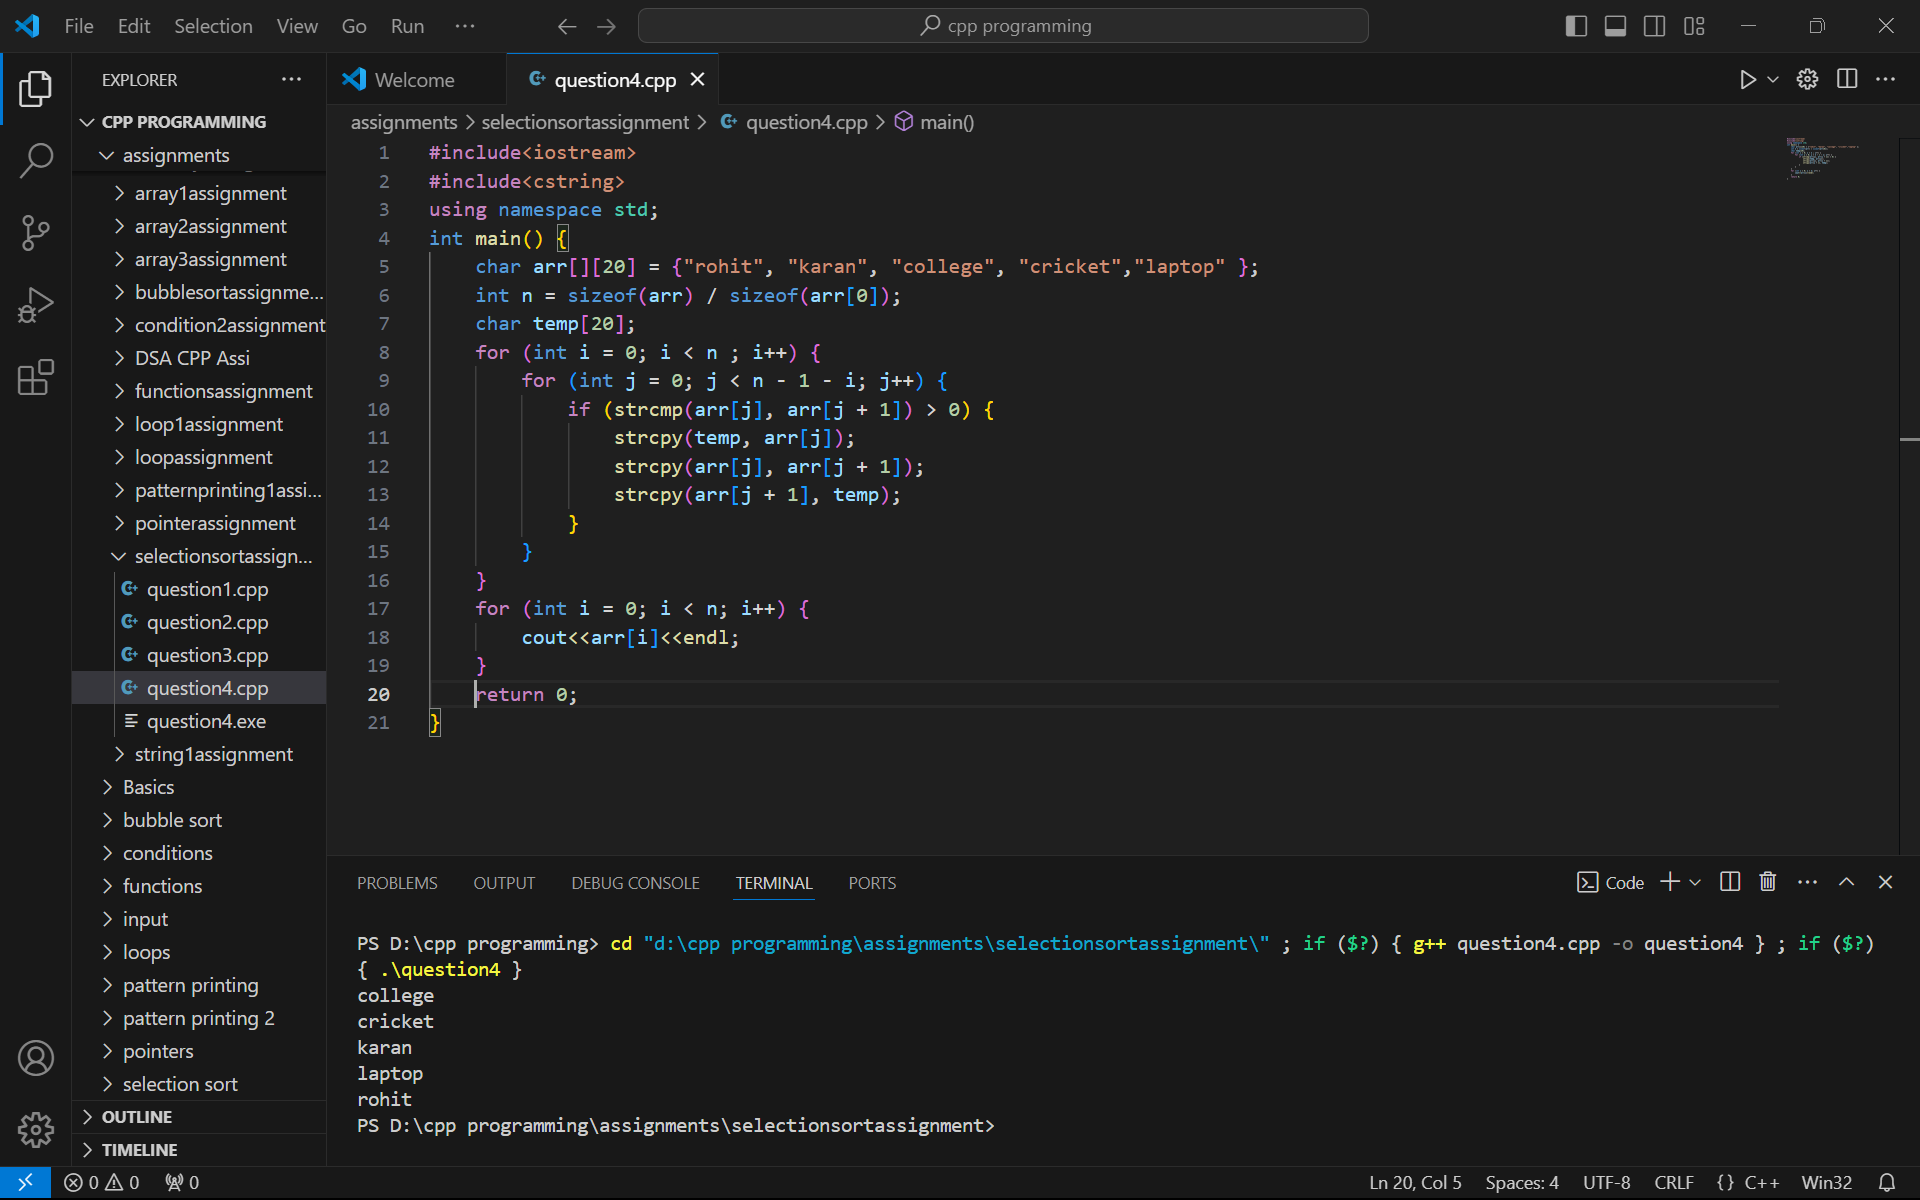 File Edit Selection View Go Run ··· cpp programming
EXPLORER ···
CPP PROGRAMMING
assignments
array1assignment
array2assignment
array3assignment
bubblesortassignme...
condition2assignment
DSA CPP Assi
functionsassignment
loop1assignment
loopassignment
patternprinting1assi...
pointerassignment
selectionsortassign...
question1.cpp
question2.cpp
question3.cpp
question4.cpp
question4.exe
string1assignment
Basics
bubble sort
conditions
functions
input
loops
pattern printing
pattern printing 2
pointers
selection sort
OUTLINE
TIMELINE
Welcome question4.cpp
assignments > selectionsortassignment > question4.cpp > main()
1 #include<iostream>
2 #include<cstring>
3 using namespace std;
4 int main() {
5 char arr[][20] = {"rohit", "karan", "college", "cricket","laptop" };
6 int n = sizeof(arr) / sizeof(arr[0]);
7 char temp[20];
8 for (int i = 0; i < n ; i++) {
9 for (int j = 0; j < n - 1 - i; j++) {
10 if (strcmp(arr[j], arr[j + 1]) > 0) {
11 strcpy(temp, arr[j]);
12 strcpy(arr[j], arr[j + 1]);
13 strcpy(arr[j + 1], temp);
14 }
15 }
16 }
17 for (int i = 0; i < n; i++) {
18 cout<<arr[i]<<endl;
19 }
20 return 0;
21 }
PROBLEMS OUTPUT DEBUG CONSOLE TERMINAL PORTS Code
PS D:\cpp programming> cd "d:\cpp programming\assignments\selectionsortassignment\" ; if ($?) { g++ question4.cpp -o question4 } ; if ($?)
{ .\question4 }
college
cricket
karan
laptop
rohit
PS D:\cpp programming\assignments\selectionsortassignment>
0 0 0 Ln 20, Col 5 Spaces: 4 UTF-8 CRLF {} C++ Win32